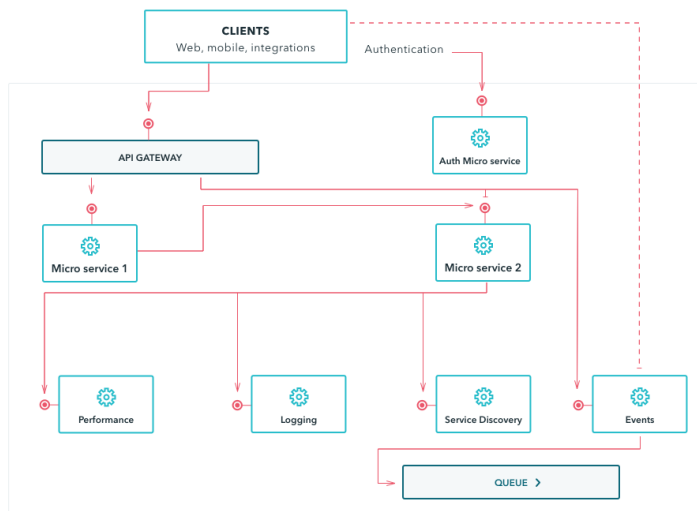 CLIENTS
Web, mobile, integrations
Authentication
Auth Micro service
API GATEWAY
Micro service 1
Micro service 2
Performance
Logging
Service Discovery
Events
QUEUE